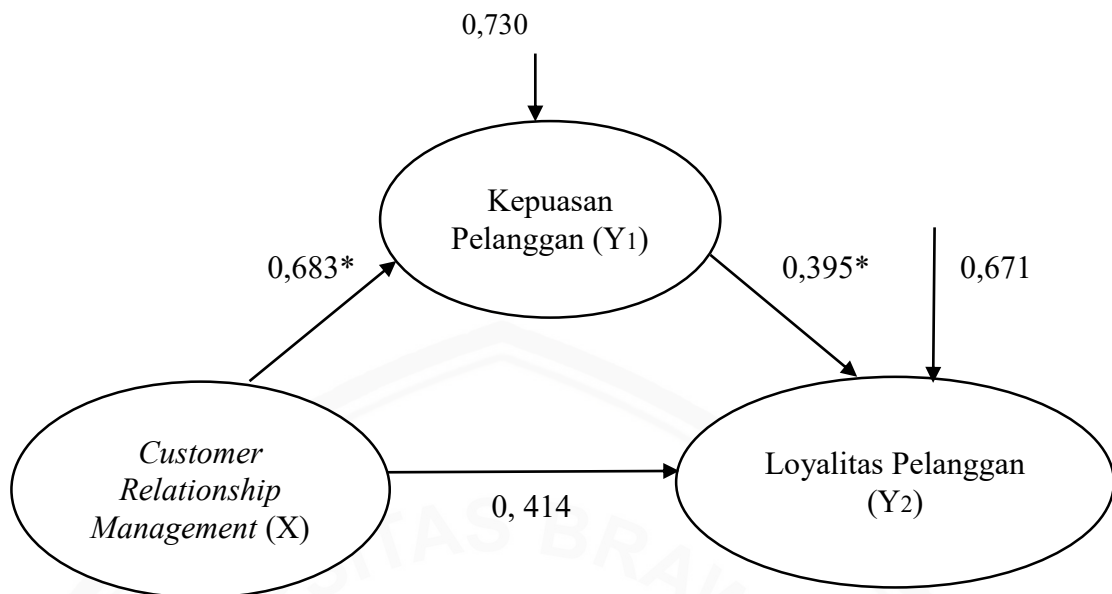 0,730
Kepuasan
Pelanggan (Y1)
0,683*
0,395*
0,671
Customer
Relationship
Management (X)
0, 414
Loyalitas Pelanggan
(Y2)